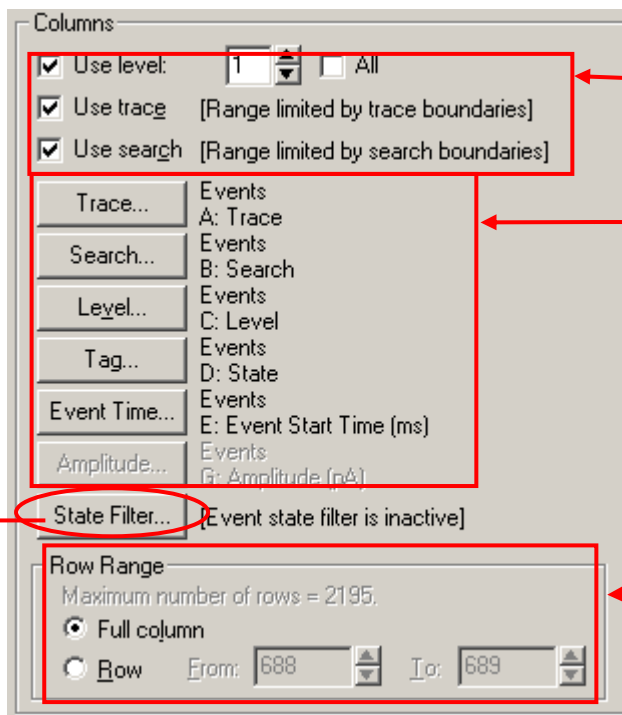 Columns
Use level: 1 All
Use trace [Range limited by trace boundaries]
Use search [Range limited by search boundaries]
Trace... Events
A: Trace
Search... Events
B: Search
Level... Events
C: Level
Tag... Events
D: State
Event Time... Events
E: Event Start Time (ms)
Amplitude... Events
G: Amplitude (pA)
State Filter... [Event state filter is inactive]
Row Range
Maximum number of rows = 2195.
Full column
Row From: 688 To: 689